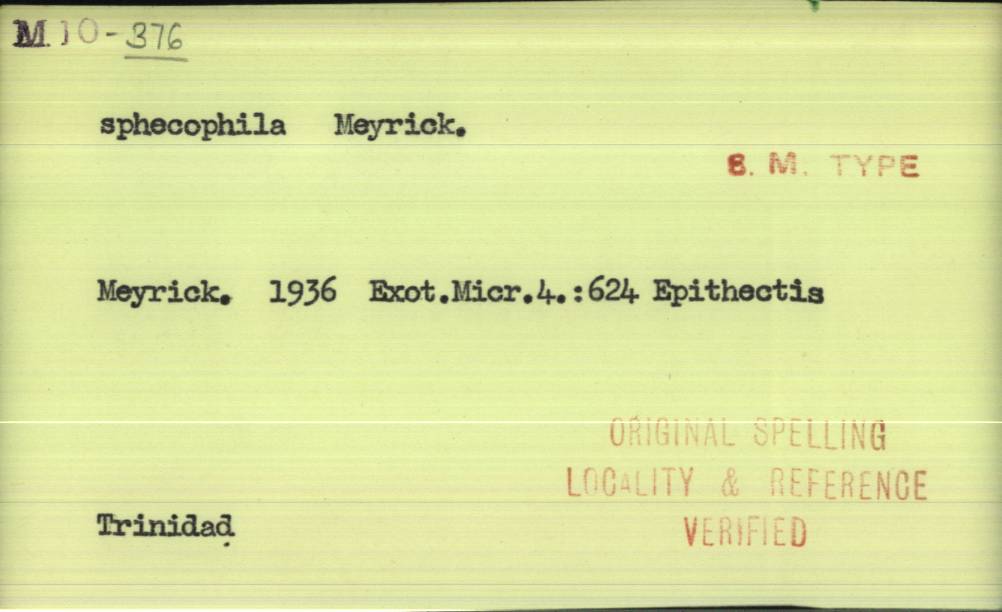 M 10-376
sphecophila Meyrick.
B. M. TYPE
Meyrick. 1936 Exot.Micr.4.:624 Epithectis
ORIGINAL SPELLING
LOCALITY & REFERENCE
VERIFIED
Trinidad